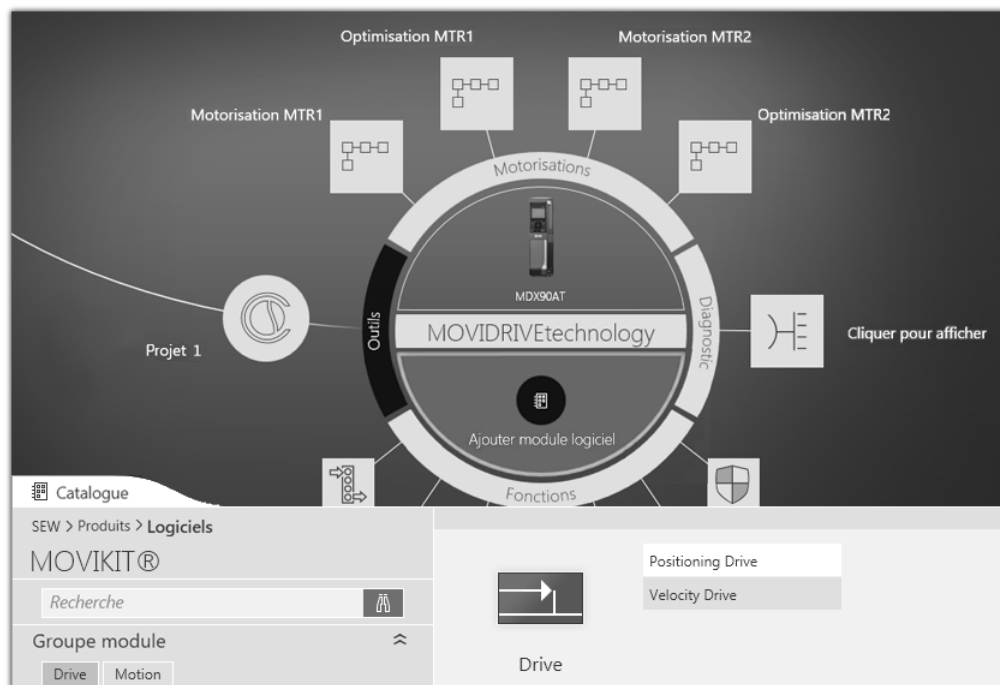 Optimisation MTR1
Motorisation MTR2
Motorisation MTR1
Optimisation MTR2
Motorisations
MDX90AT
Outils
MOVIDRIVEtechnology
Diagnostic
Cliquer pour afficher
Projet 1
Ajouter module logiciel
Fonctions
Catalogue
SEW > Produits > Logiciels
MOVIKIT®
Recherche
Groupe module
Drive Motion
Positioning Drive
Velocity Drive
Drive